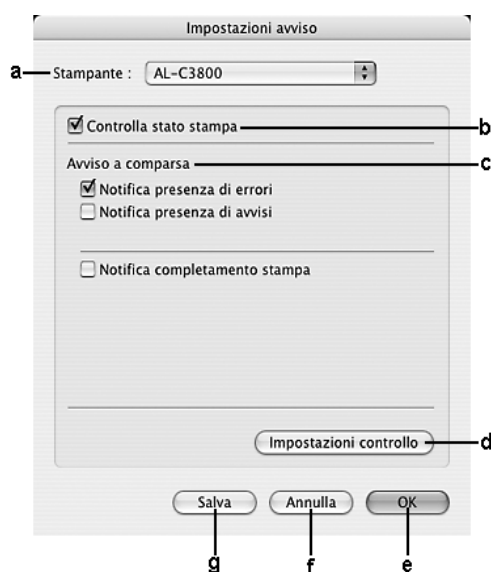 Impostazioni avviso
a Stampante : AL-C3800
Controlla stato stampa b
Avviso a comparsa c
Notifica presenza di errori
Notifica presenza di avvisi
Notifica completamento stampa
Impostazioni controllo d
Salva Annulla OK
g f e